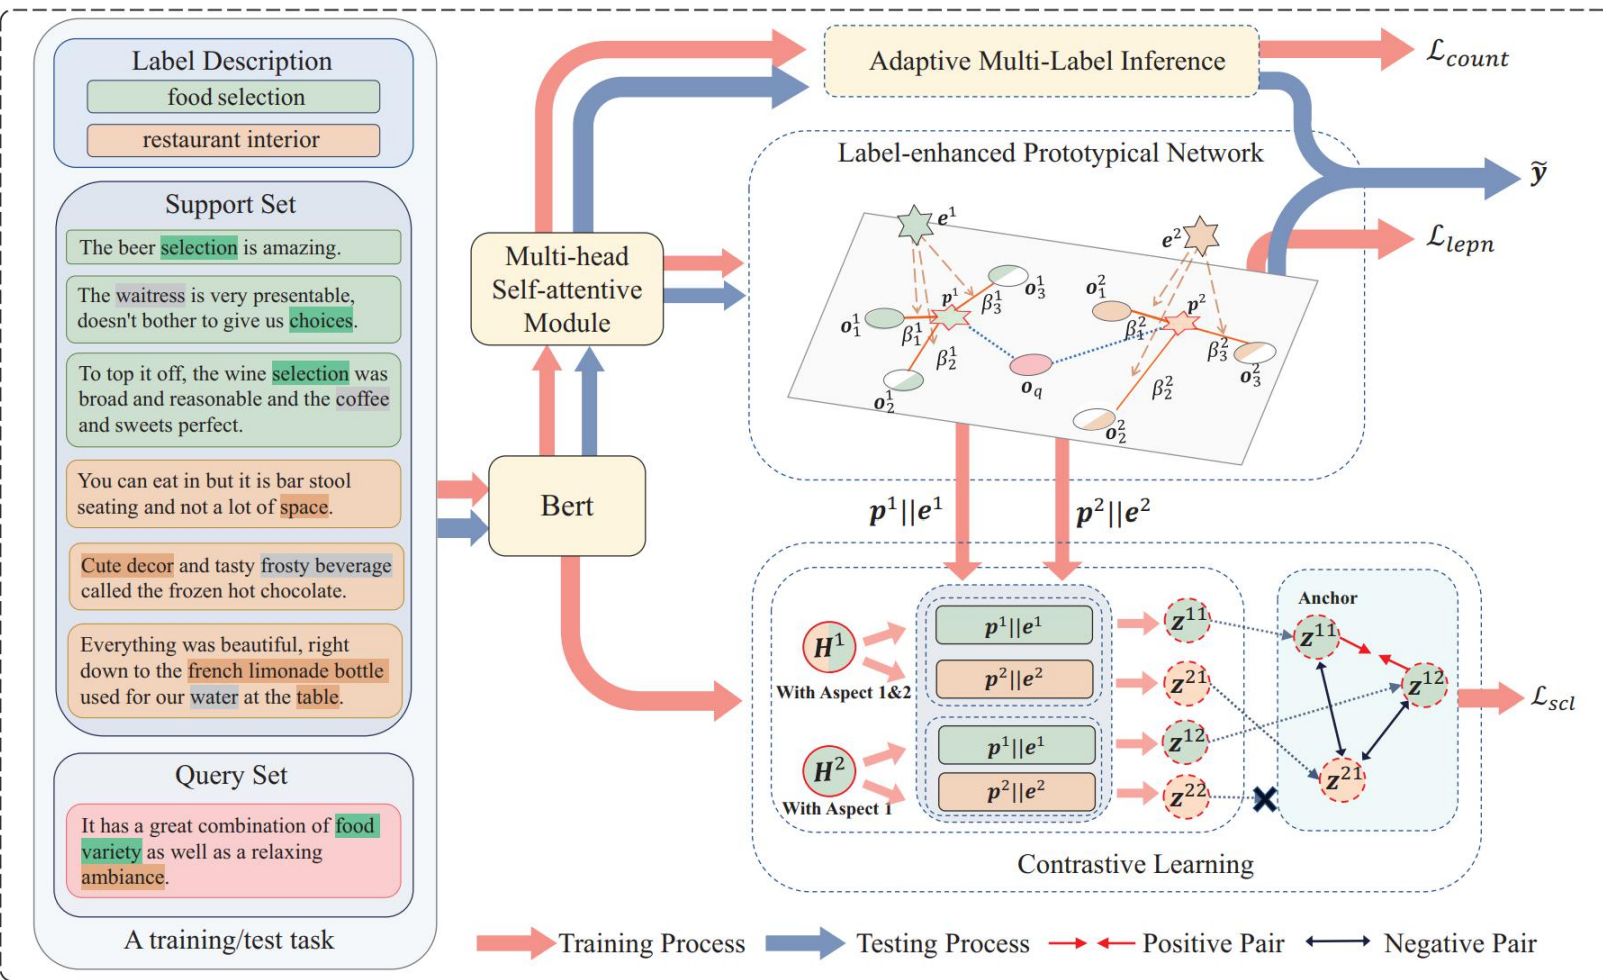 Label Description
food selection
restaurant interior
Support Set
The beer selection is amazing.
The waitress is very presentable,
doesn't bother to give us choices.
To top it off, the wine selection was
broad and reasonable and the coffee
and sweets perfect.
You can eat in but it is bar stool
seating and not a lot of space.
Cute decor and tasty frosty beverage
called the frozen hot chocolate.
Everything was beautiful, right
down to the french limonade bottle
used for our water at the table.
Query Set
It has a great combination of food
variety as well as a relaxing
ambiance.
A training/test task
Multi-head
Self-attentive
Module
Bert
Adaptive Multi-Label Inference
ℒ_count
Label-enhanced Prototypical Network
ỹ
ℒ_lepn
e¹
e²
o₁¹
o₂¹
o₃¹
p¹
β₁¹
β₂¹
β₃¹
o_q
o₁²
o₂²
o₃²
p²
β₁²
β₂²
β₃²
p¹||e¹
p²||e²
H¹
With Aspect 1&2
H²
With Aspect 1
p¹||e¹
p²||e²
p¹||e¹
p²||e²
z¹¹
z²¹
z¹²
z²²
Anchor
z¹¹
z¹²
z²¹
ℒ_scl
Contrastive Learning
Training Process
Testing Process
Positive Pair
Negative Pair